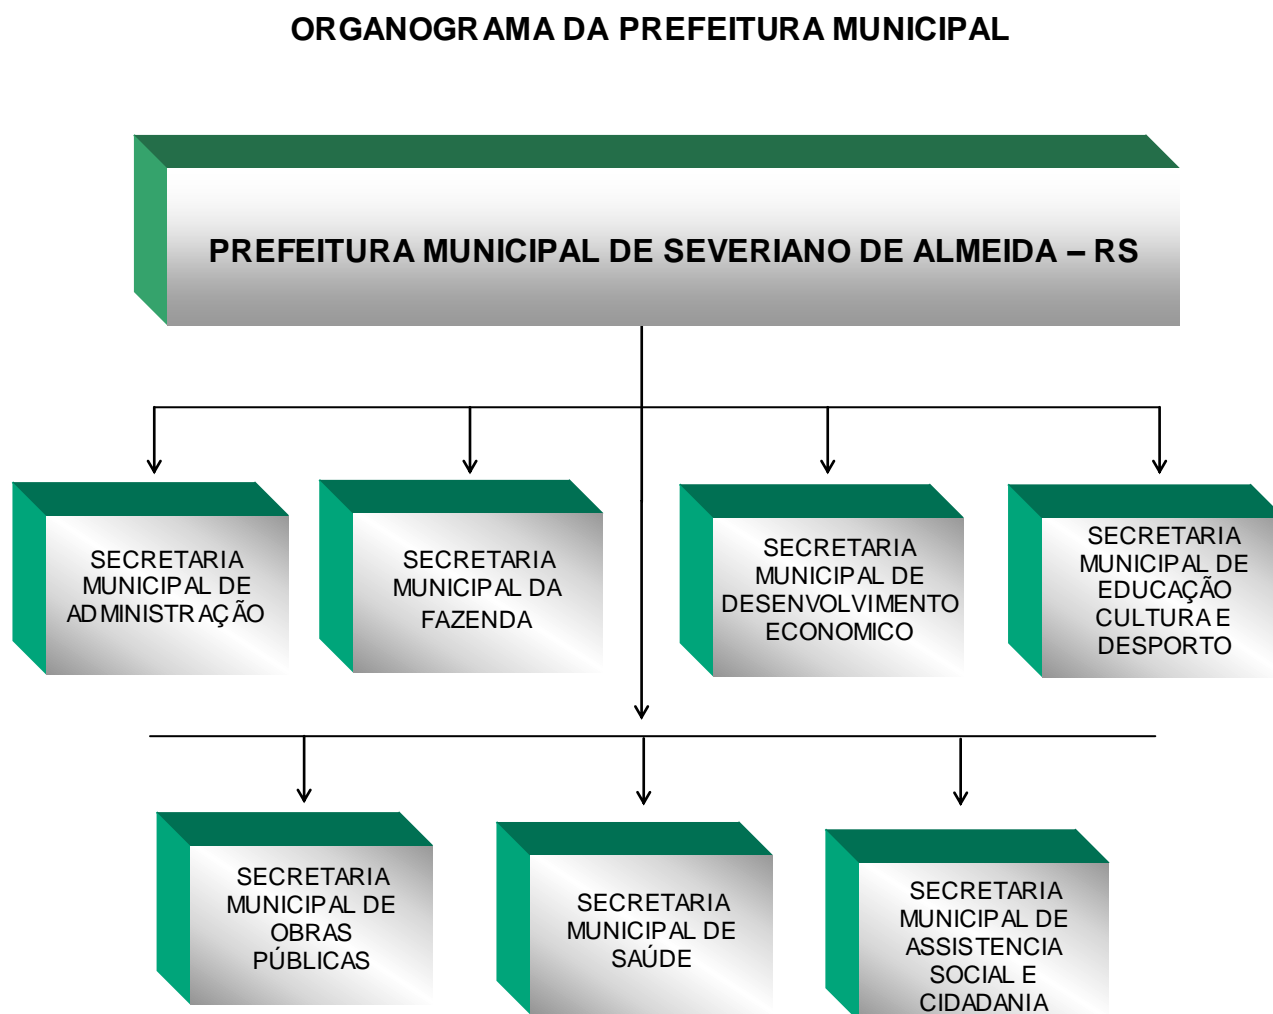 ORGANOGRAMA DA PREFEITURA MUNICIPAL
PREFEITURA MUNICIPAL DE SEVERIANO DE ALMEIDA – RS
SECRETARIA
MUNICIPAL DE
ADMINISTRAÇÃO
SECRETARIA
MUNICIPAL DA
FAZENDA
SECRETARIA
MUNICIPAL DE
DESENVOLVIMENTO
ECONOMICO
SECRETARIA
MUNICIPAL DE
EDUCAÇÃO
CULTURA E
DESPORTO
SECRETARIA
MUNICIPAL DE
OBRAS
PÚBLICAS
SECRETARIA
MUNICIPAL DE
SAÚDE
SECRETARIA
MUNICIPAL DE
ASSISTENCIA
SOCIAL E
CIDADANIA